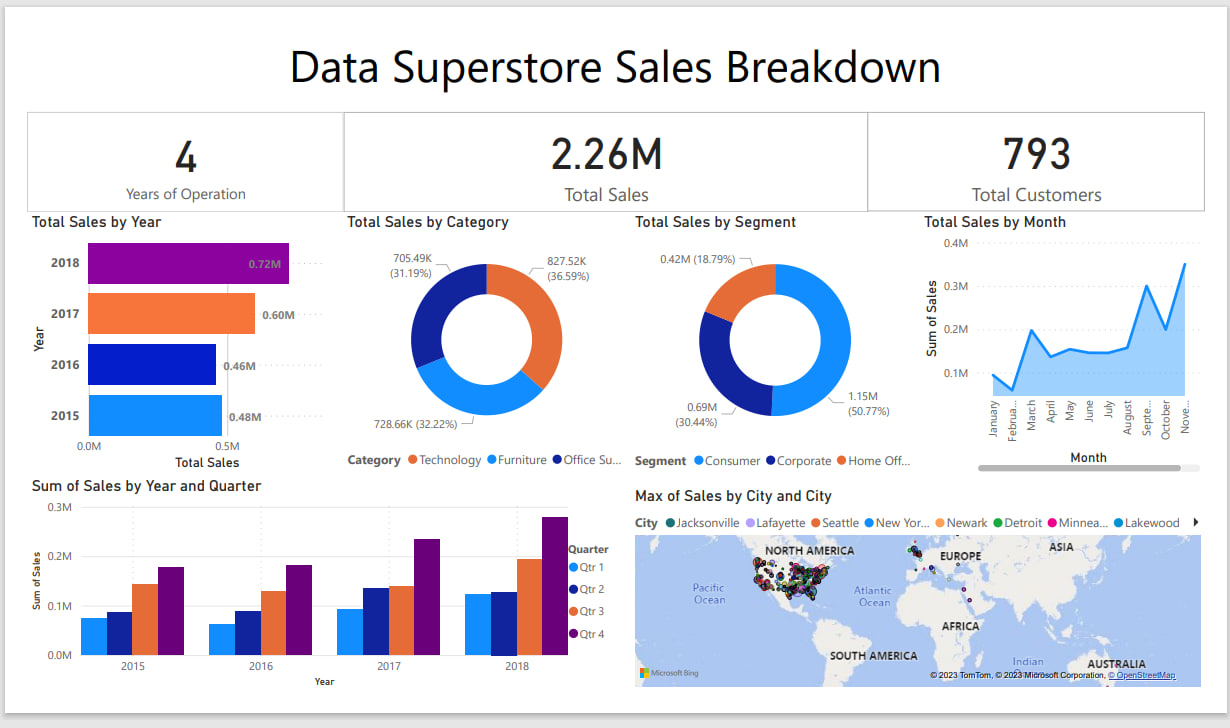 Data Superstore Sales Breakdown
4
Years of Operation
2.26M
Total Sales
793
Total Customers
Total Sales by Year
Year
2018
0.72M
2017
0.60M
2016
0.46M
2015
0.48M
0.0M 0.5M
Total Sales
Total Sales by Category
705.49K
(31.19%)
827.52K
(36.59%)
728.66K (32.22%)
Category Technology Furniture Office Su...
Total Sales by Segment
0.42M (18.79%)
0.69M
(30.44%)
1.15M
(50.77%)
Segment Consumer Corporate Home Off...
Total Sales by Month
Sum of Sales
0.4M
0.3M
0.2M
0.1M
January
Februa...
March
April
May
June
July
August
Septe...
October
Nove...
Month
Sum of Sales by Year and Quarter
Sum of Sales
0.3M
0.2M
0.1M
0.0M
2015 2016 2017 2018
Year
Quarter
Qtr 1
Qtr 2
Qtr 3
Qtr 4
Max of Sales by City and City
City Jacksonville Lafayette Seattle New Yor... Newark Detroit Minnea... Lakewood
NORTH AMERICA
EUROPE
ASIA
Pacific
Ocean
Atlantic
Ocean
AFRICA
SOUTH AMERICA
Indian
AUSTRALIA
Microsoft Bing
© 2023 TomTom, © 2023 Microsoft Corporation, © OpenStreetMap